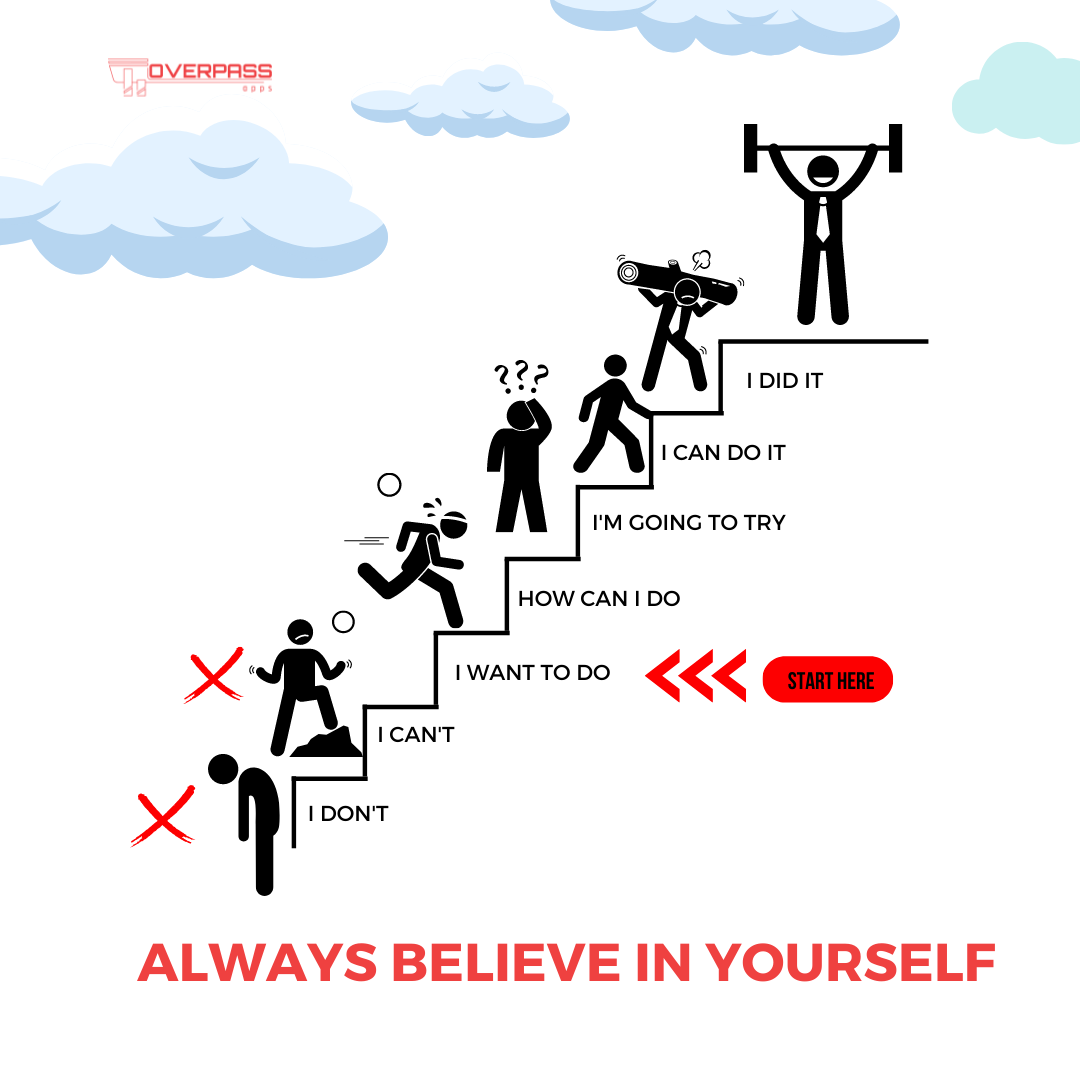 OVERPASS
apps
I DID IT
I CAN DO IT
I'M GOING TO TRY
HOW CAN I DO
I WANT TO DO
START HERE
I CAN'T
I DON'T
ALWAYS BELIEVE IN YOURSELF